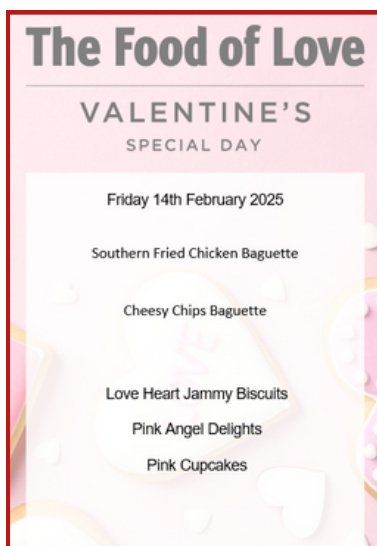 The Food of Love
VALENTINE'S
SPECIAL DAY
Friday 14th February 2025
Southern Fried Chicken Baguette
Cheesy Chips Baguette
Love Heart Jammy Biscuits
Pink Angel Delights
Pink Cupcakes